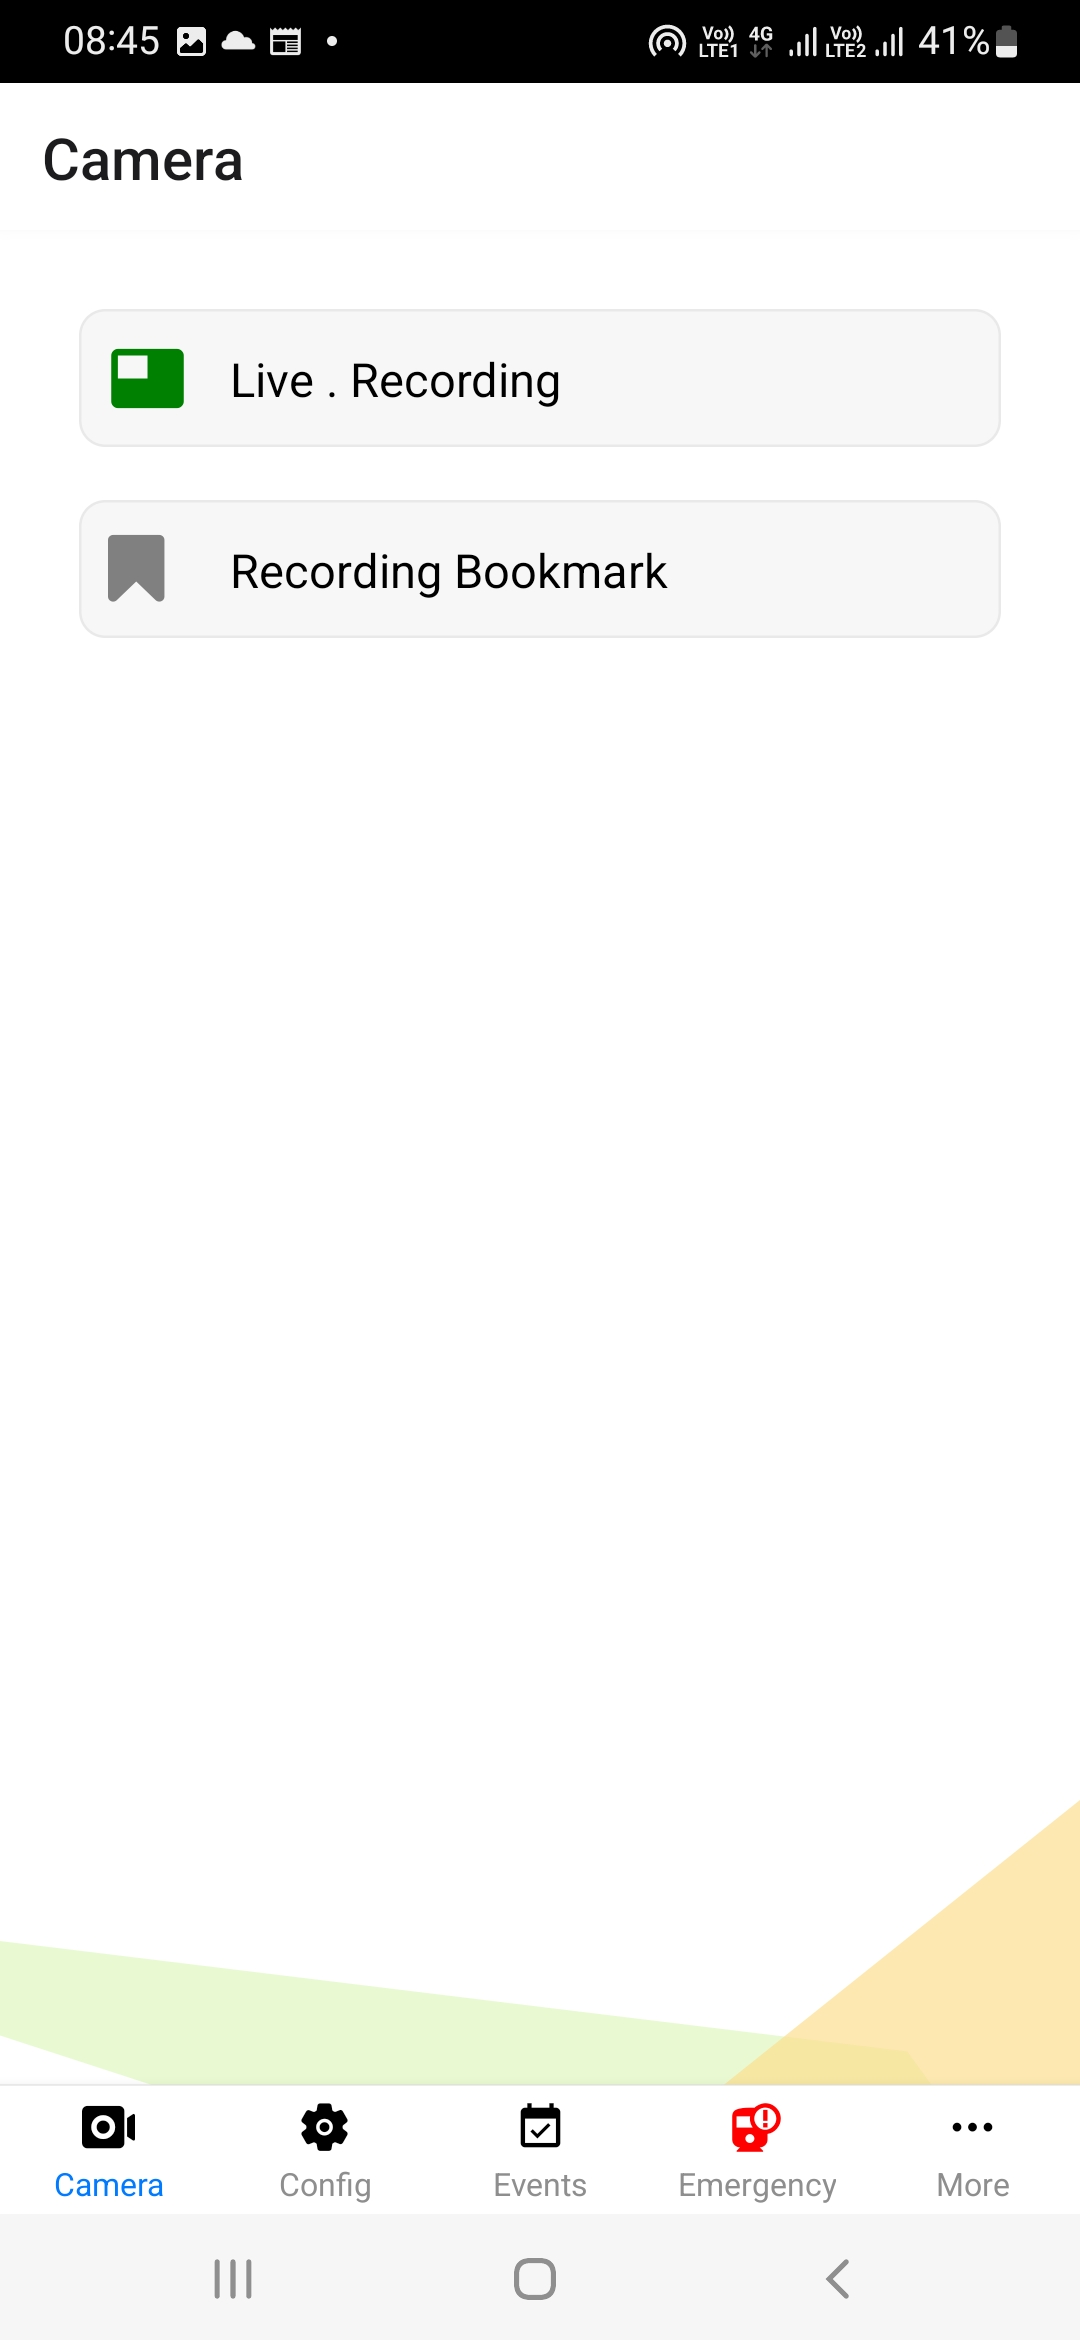 08:45 Vo)) LTE1 4G Vo)) LTE2 41%
Camera
Live . Recording
Recording Bookmark
Camera Config Events Emergency More